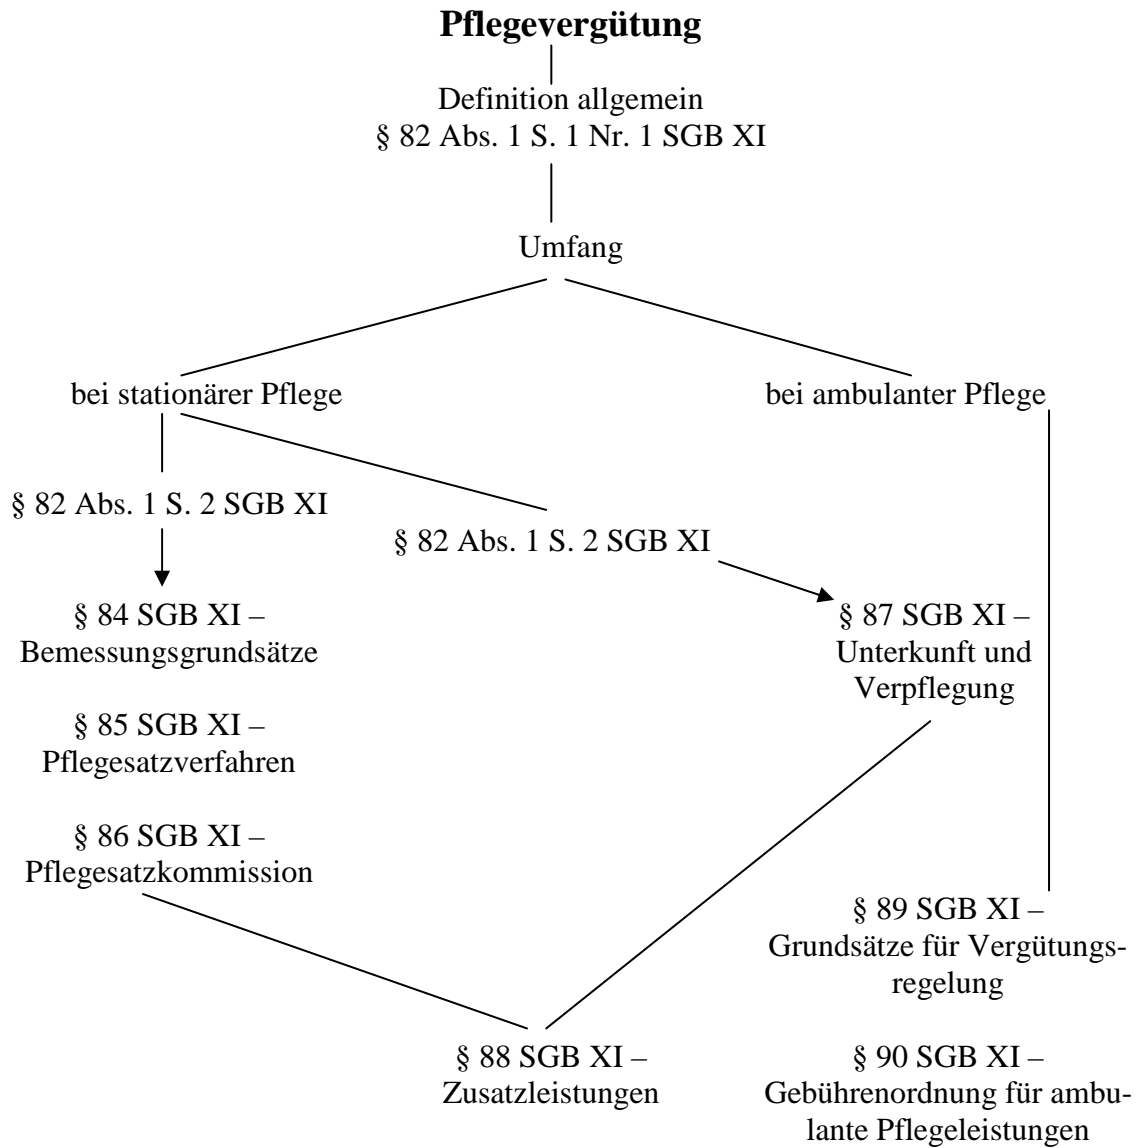 Pflegevergütung
Definition allgemein
§ 82 Abs. 1 S. 1 Nr. 1 SGB XI
Umfang
bei stationärer Pflege
bei ambulanter Pflege
§ 82 Abs. 1 S. 2 SGB XI
§ 82 Abs. 1 S. 2 SGB XI
§ 84 SGB XI –
Bemessungsgrundsätze
§ 87 SGB XI –
Unterkunft und
Verpflegung
§ 85 SGB XI –
Pflegesatzverfahren
§ 86 SGB XI –
Pflegesatzkommission
§ 89 SGB XI –
Grundsätze für Vergütungs-
regelung
§ 88 SGB XI –
Zusatzleistungen
§ 90 SGB XI –
Gebührenordnung für ambu-
lante Pflegeleistungen